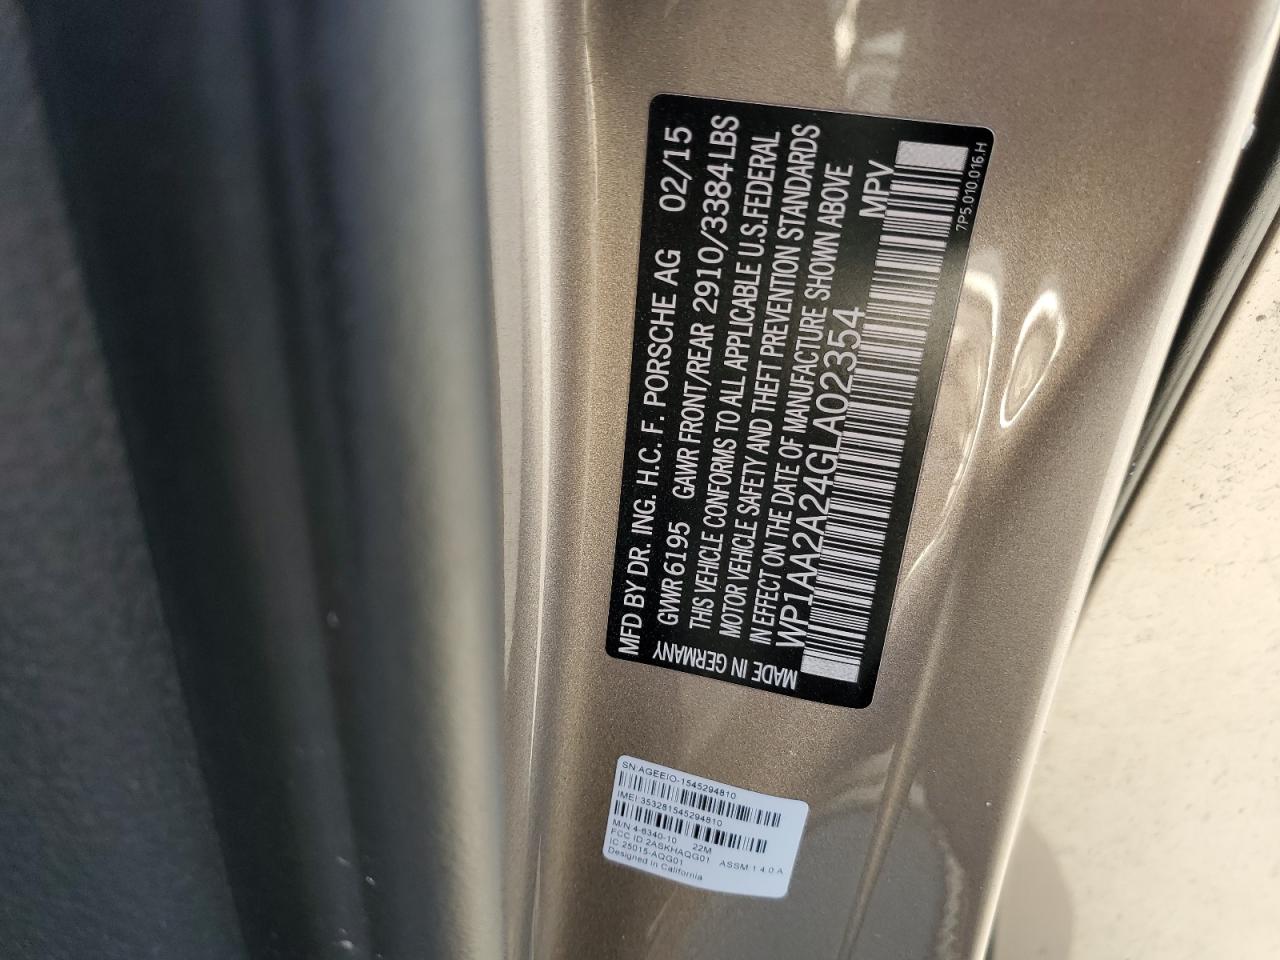 MFD BY DR. ING. H.C. F. PORSCHE AG 02/15
GVWR 6195 GAWR FRONT/REAR 2910/3384 LBS
THIS VEHICLE CONFORMS TO ALL APPLICABLE U.S.FEDERAL
MOTOR VEHICLE SAFETY AND THEFT PREVENTION STANDARDS
IN EFFECT ON THE DATE OF MANUFACTURE SHOWN ABOVE
WP1AA2A24GLA02354 MPV
MADE IN GERMANY
7P5.010.016.H
SN:AGEEIO-1545294810
IMEI:353281545294810
M/N:4-6340-10 22M
FCC ID:2ASKHAQG01 ASSM 1 4.0 A
IC 25015-AQG01
Designed in California